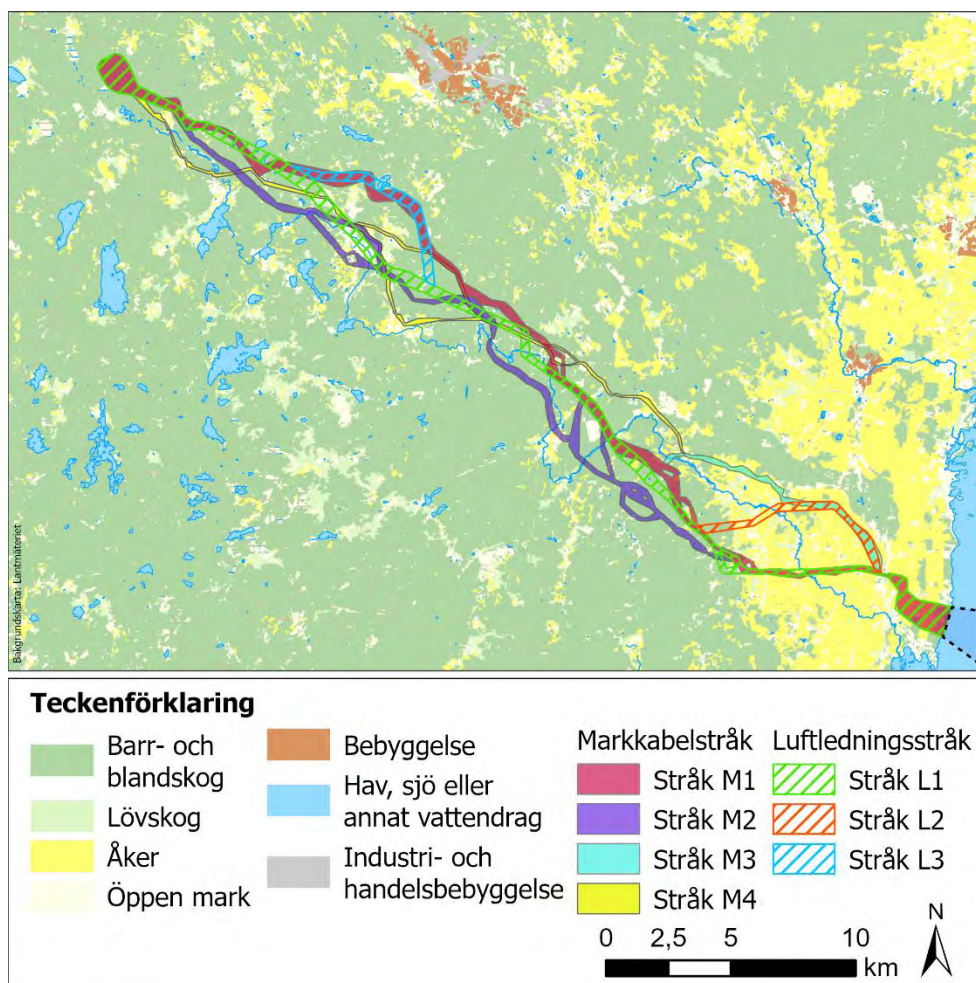 Bakgrundskarta: Lantmäteriet
Teckenförklaring
Barr- och
blandskog
Lövskog
Åker
Öppen mark
Bebyggelse
Hav, sjö eller
annat vattendrag
Industri- och
handelsbebyggelse
Markkabelstråk
Stråk M1
Stråk M2
Stråk M3
Stråk M4
Luftledningsstråk
Stråk L1
Stråk L2
Stråk L3
0 2,5 5 10
km
N